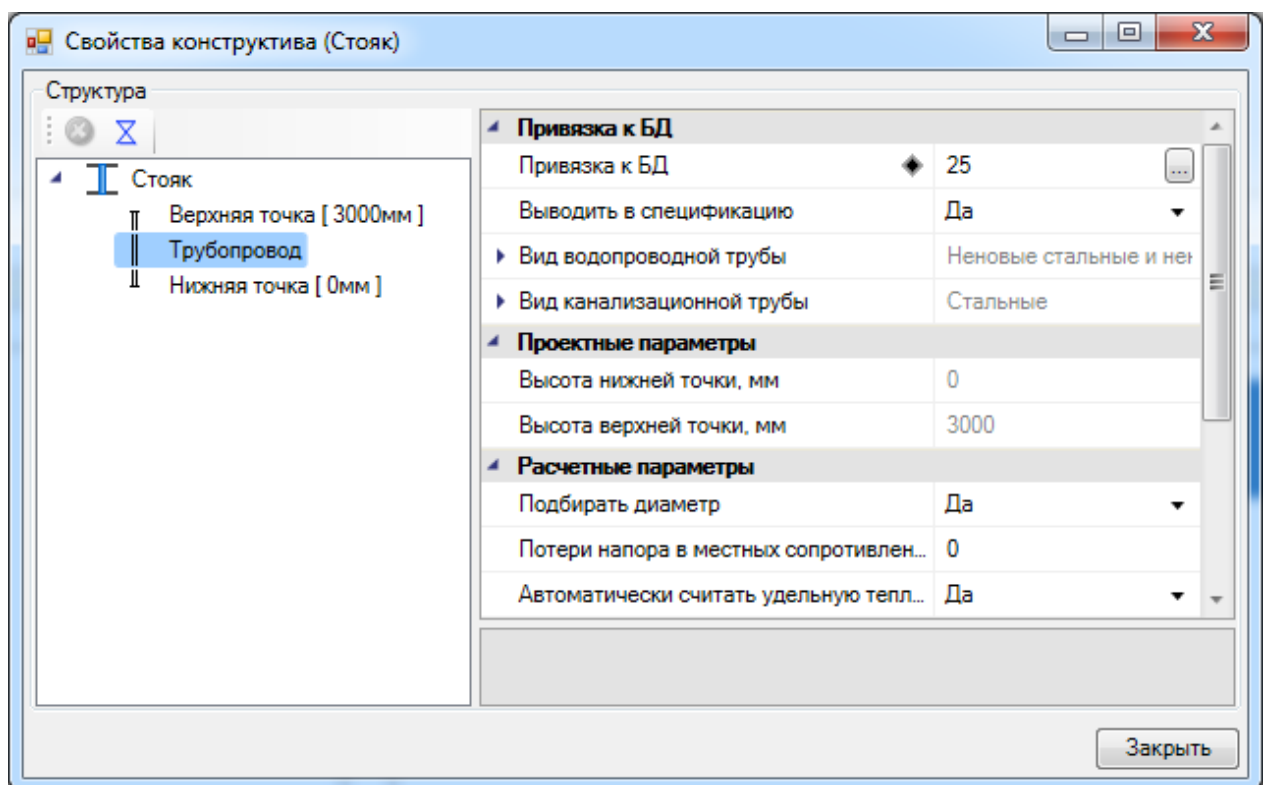 Свойства конструктива (Стояк)
Структура
Стояк
Верхняя точка [ 3000мм ]
Трубопровод
Нижняя точка [ 0мм ]
Привязка к БД
Привязка к БД 25 ...
Выводить в спецификацию Да
Вид водопроводной трубы Неновые стальные и нен
Вид канализационной трубы Стальные
Проектные параметры
Высота нижней точки, мм 0
Высота верхней точки, мм 3000
Расчетные параметры
Подбирать диаметр Да
Потери напора в местных сопротивлен... 0
Автоматически считать удельную тепл... Да
Закрыть